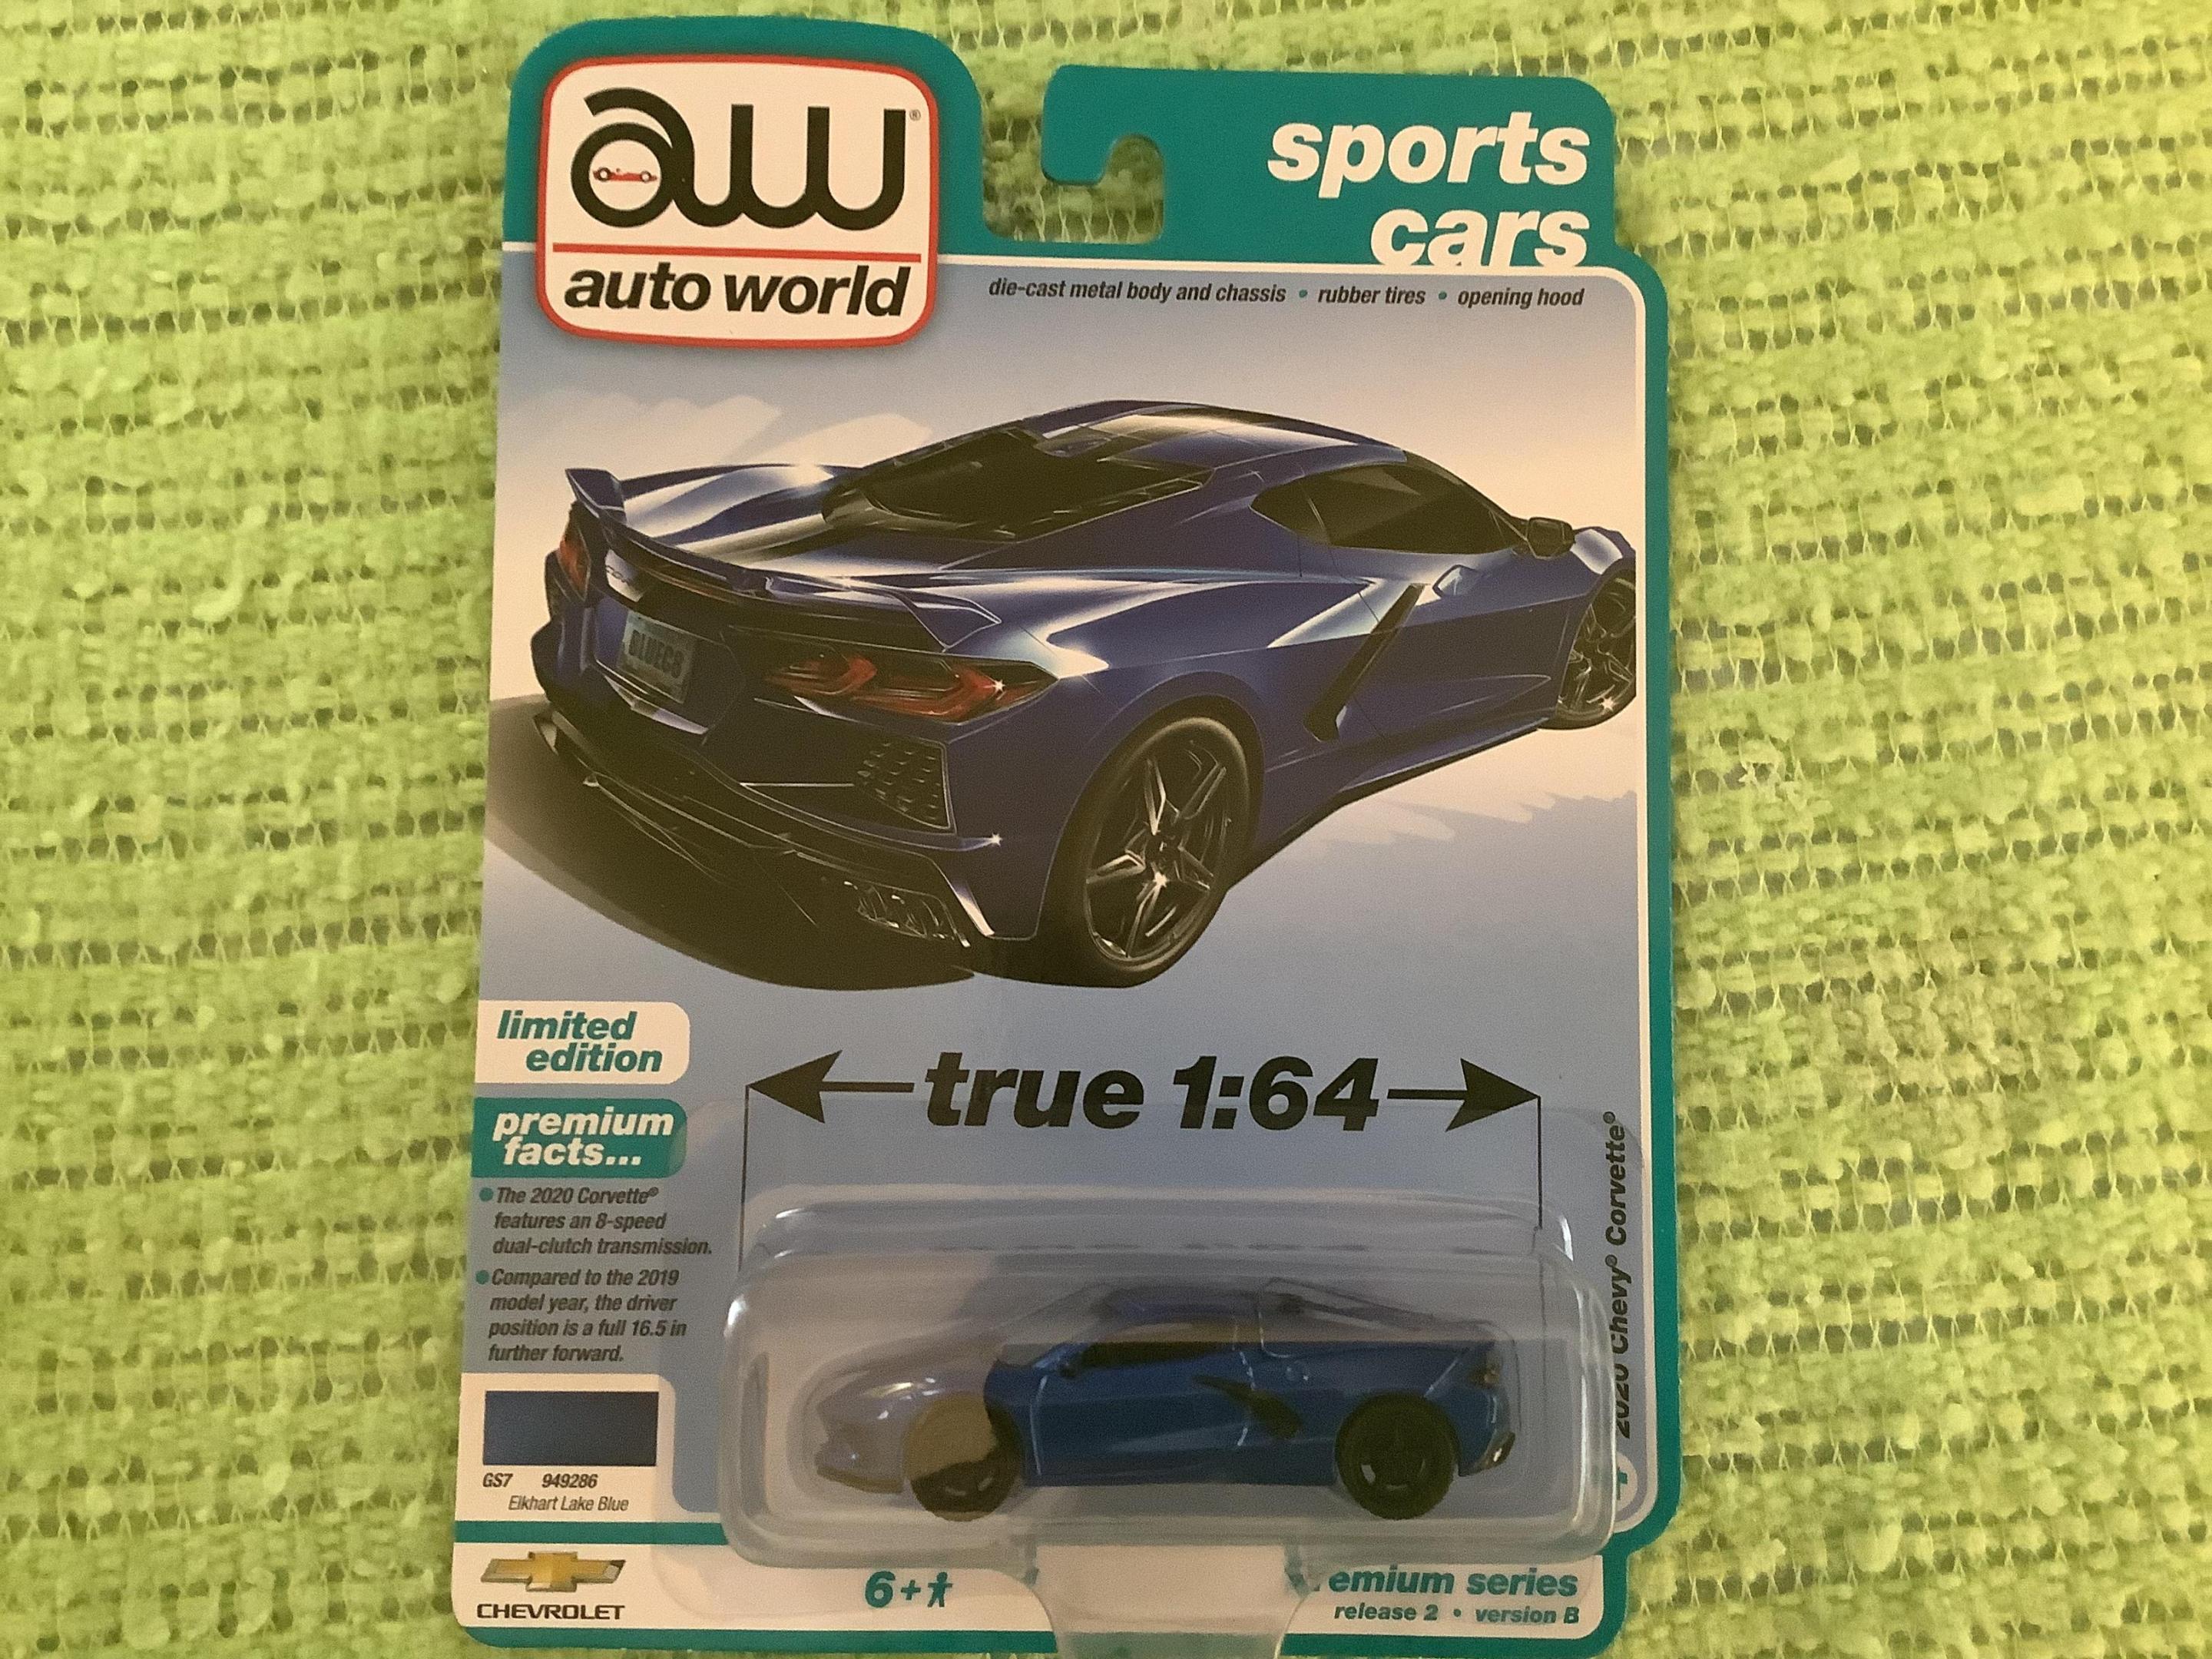 aw®
auto world
sports
cars
die-cast metal body and chassis • rubber tires • opening hood
BLUEC8
limited
edition
true 1:64
premium
facts...
• The 2020 Corvette®
features an 8-speed
dual-clutch transmission.
• Compared to the 2019
model year, the driver
position is a full 16.5 in
further forward.
2020 Chevy® Corvette®
GS7 949286
Elkhart Lake Blue
CHEVROLET
6+
emium series
release 2 • version B